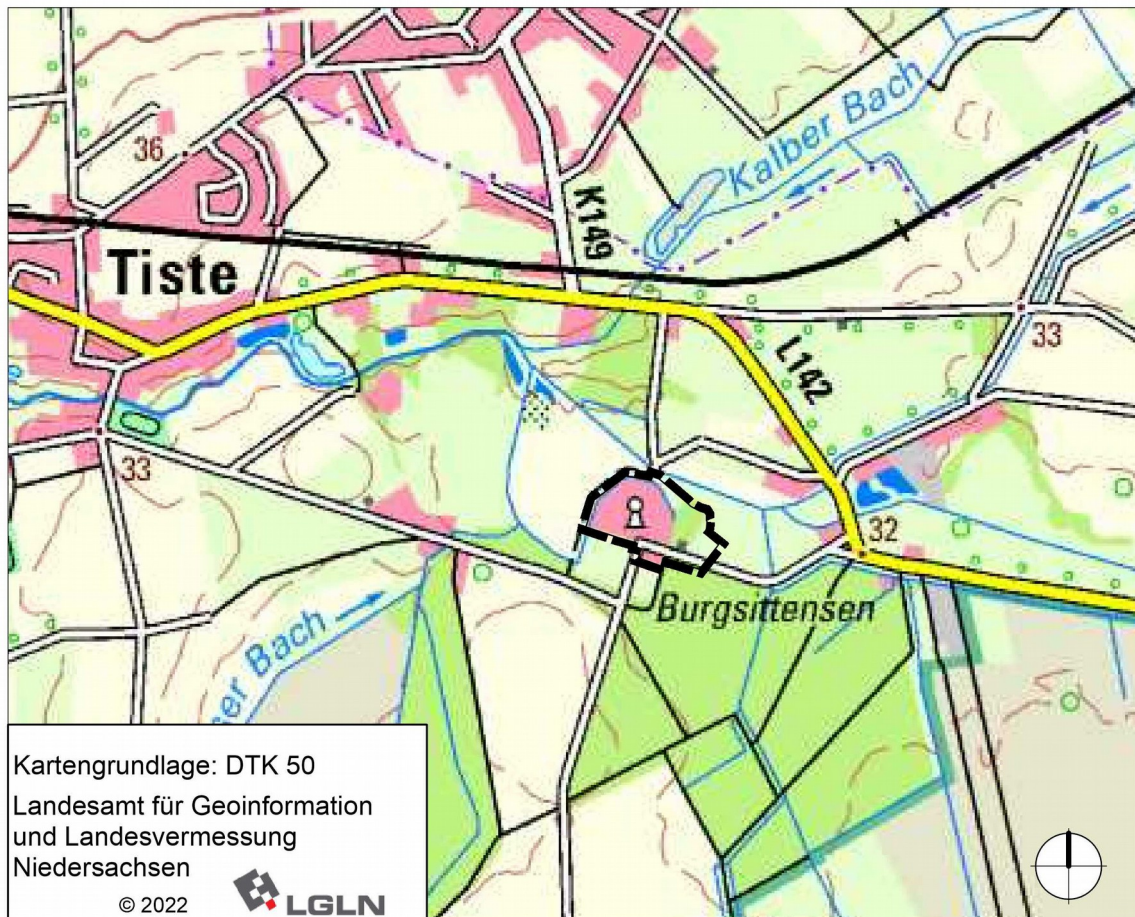 Kalber Bach
36
K149
Tiste
33
L142
33
32
Burgsittensen
ser Bach
Kartengrundlage: DTK 50
Landesamt für Geoinformation
und Landesvermessung
Niedersachsen
© 2022
LGLN